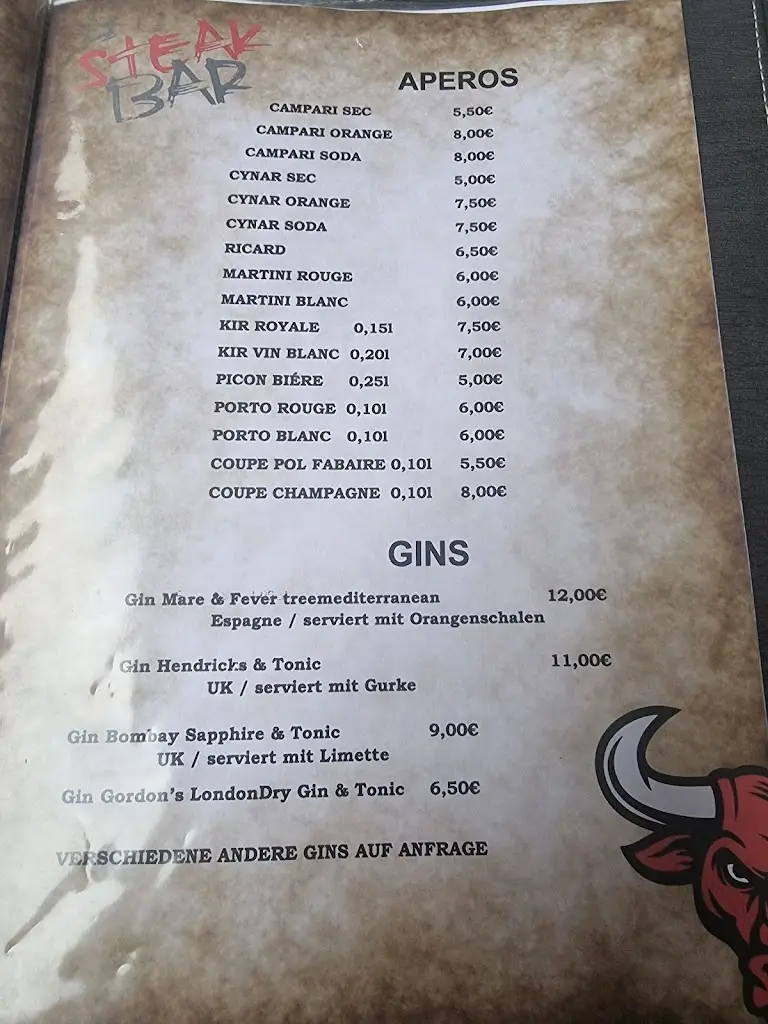 STEAK
BAR
APEROS
CAMPARI SEC 5,50€
CAMPARI ORANGE 8,00€
CAMPARI SODA 8,00€
CYNAR SEC 5,00€
CYNAR ORANGE 7,50€
CYNAR SODA 7,50€
RICARD 6,50€
MARTINI ROUGE 6,00€
MARTINI BLANC 6,00€
KIR ROYALE 0,15l 7,50€
KIR VIN BLANC 0,20l 7,00€
PICON BIÉRE 0,25l 5,00€
PORTO ROUGE 0,10l 6,00€
PORTO BLANC 0,10l 6,00€
COUPE POL FABAIRE 0,10l 5,50€
COUPE CHAMPAGNE 0,10l 8,00€
GINS
Gin Mare & Fever treemediterranean 12,00€
Espagne / serviert mit Orangenschalen
Gin Hendricks & Tonic 11,00€
UK / serviert mit Gurke
Gin Bombay Sapphire & Tonic 9,00€
UK / serviert mit Limette
Gin Gordon's LondonDry Gin & Tonic 6,50€
VERSCHIEDENE ANDERE GINS AUF ANFRAGE